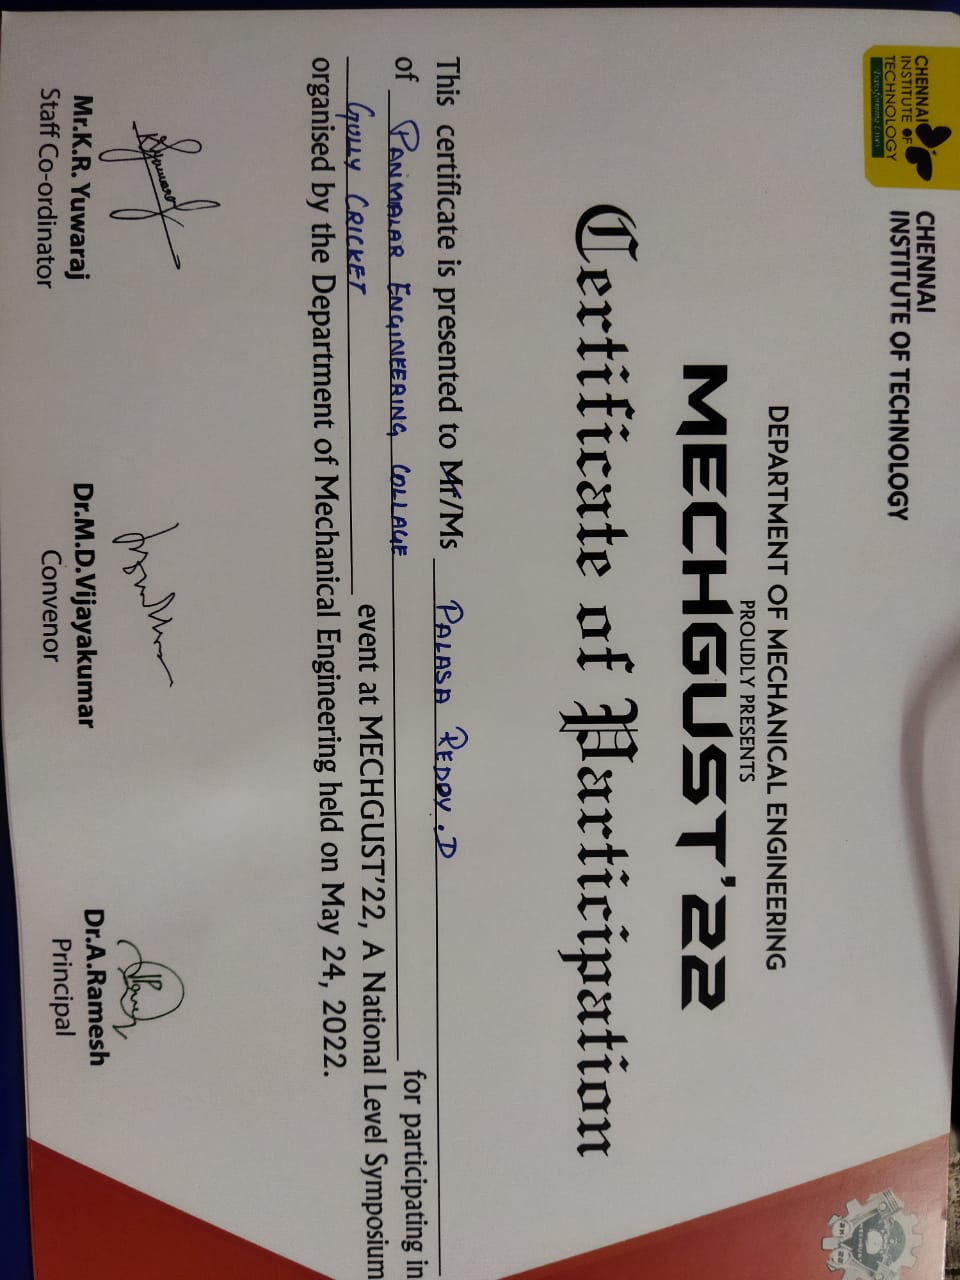 CHENNAI
INSTITUTE OF
TECHNOLOGY
Transforming Lives
CHENNAI
INSTITUTE OF TECHNOLOGY
MECHGUST
22
DEPARTMENT OF MECHANICAL ENGINEERING
PROUDLY PRESENTS
MECHGUST'22
Certificate of Participation
This certificate is presented to Mr/Ms PALASA REDDY.D
of PANMALAR ENGINEERING COLLAGE for participating in
GULLY CRICKET event at MECHGUST'22, A National Level Symposium
organised by the Department of Mechanical Engineering held on May 24, 2022.
Mr.K.R. Yuwaraj
Staff Co-ordinator
Dr.M.D.Vijayakumar
Convenor
Dr.A.Ramesh
Principal